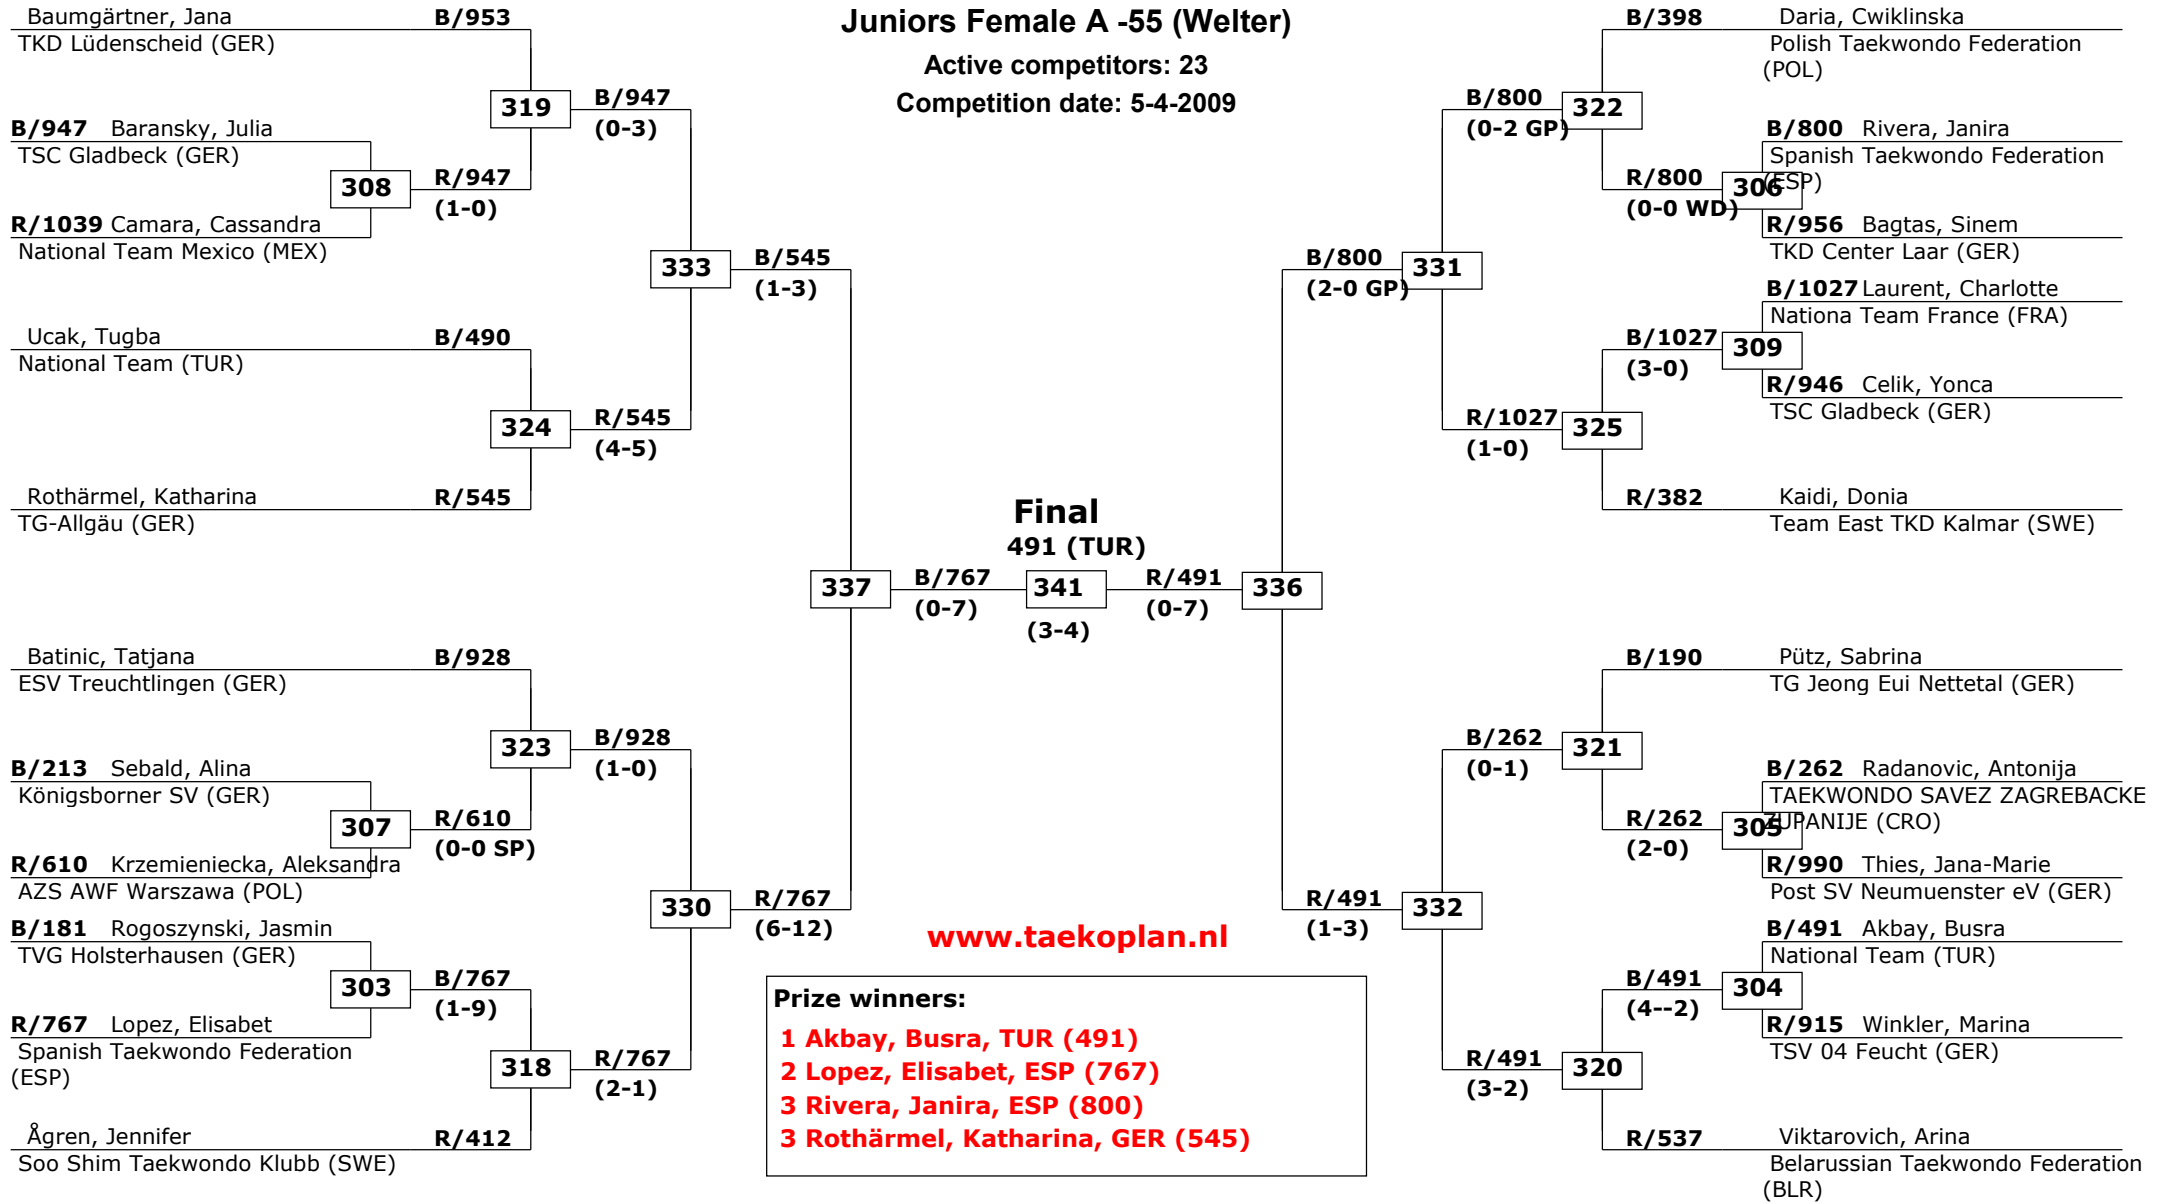 Juniors Female A -55 (Welter)
Active competitors: 23
Competition date: 5-4-2009
Baumgärtner, Jana B/953
TKD Lüdenscheid (GER)
319
B/947
(0-3)
B/947 Baransky, Julia
TSC Gladbeck (GER)
308
R/947
(1-0)
R/1039 Camara, Cassandra
National Team Mexico (MEX)
333
B/545
(1-3)
Ucak, Tugba B/490
National Team (TUR)
324
R/545
(4-5)
Rothärmel, Katharina R/545
TG-Allgäu (GER)
337
B/767
(0-7)
Batinic, Tatjana B/928
ESV Treuchtlingen (GER)
323
B/928
(1-0)
B/213 Sebald, Alina
Königsborner SV (GER)
307
R/610
(0-0 SP)
R/610 Krzemieniecka, Aleksandra
AZS AWF Warszawa (POL)
330
R/767
(6-12)
B/181 Rogoszynski, Jasmin
TVG Holsterhausen (GER)
303
B/767
(1-9)
R/767 Lopez, Elisabet
Spanish Taekwondo Federation
(ESP)
318
R/767
(2-1)
Ågren, Jennifer R/412
Soo Shim Taekwondo Klubb (SWE)
Final
491 (TUR)
341
(3-4)
R/491
(0-7)
336
B/398 Daria, Cwiklinska
Polish Taekwondo Federation
(POL)
B/800
(0-2 GP)
322
B/800 Rivera, Janira
Spanish Taekwondo Federation
(ESP)
R/800
(0-0 WD)
306
R/956 Bagtas, Sinem
TKD Center Laar (GER)
B/800
(2-0 GP)
331
B/1027 Laurent, Charlotte
Nationa Team France (FRA)
B/1027
(3-0)
309
R/946 Celik, Yonca
TSC Gladbeck (GER)
R/1027
(1-0)
325
R/382 Kaidi, Donia
Team East TKD Kalmar (SWE)
B/190 Pütz, Sabrina
TG Jeong Eui Nettetal (GER)
B/262
(0-1)
321
B/262 Radanovic, Antonija
TAEKWONDO SAVEZ ZAGREBACKE
ZUPANIJE (CRO)
R/262
(2-0)
305
R/990 Thies, Jana-Marie
Post SV Neumuenster eV (GER)
R/491
(1-3)
332
B/491 Akbay, Busra
National Team (TUR)
B/491
(4--2)
304
R/915 Winkler, Marina
TSV 04 Feucht (GER)
R/491
(3-2)
320
R/537 Viktarovich, Arina
Belarussian Taekwondo Federation
(BLR)
www.taekoplan.nl
Prize winners:
1 Akbay, Busra, TUR (491)
2 Lopez, Elisabet, ESP (767)
3 Rivera, Janira, ESP (800)
3 Rothärmel, Katharina, GER (545)